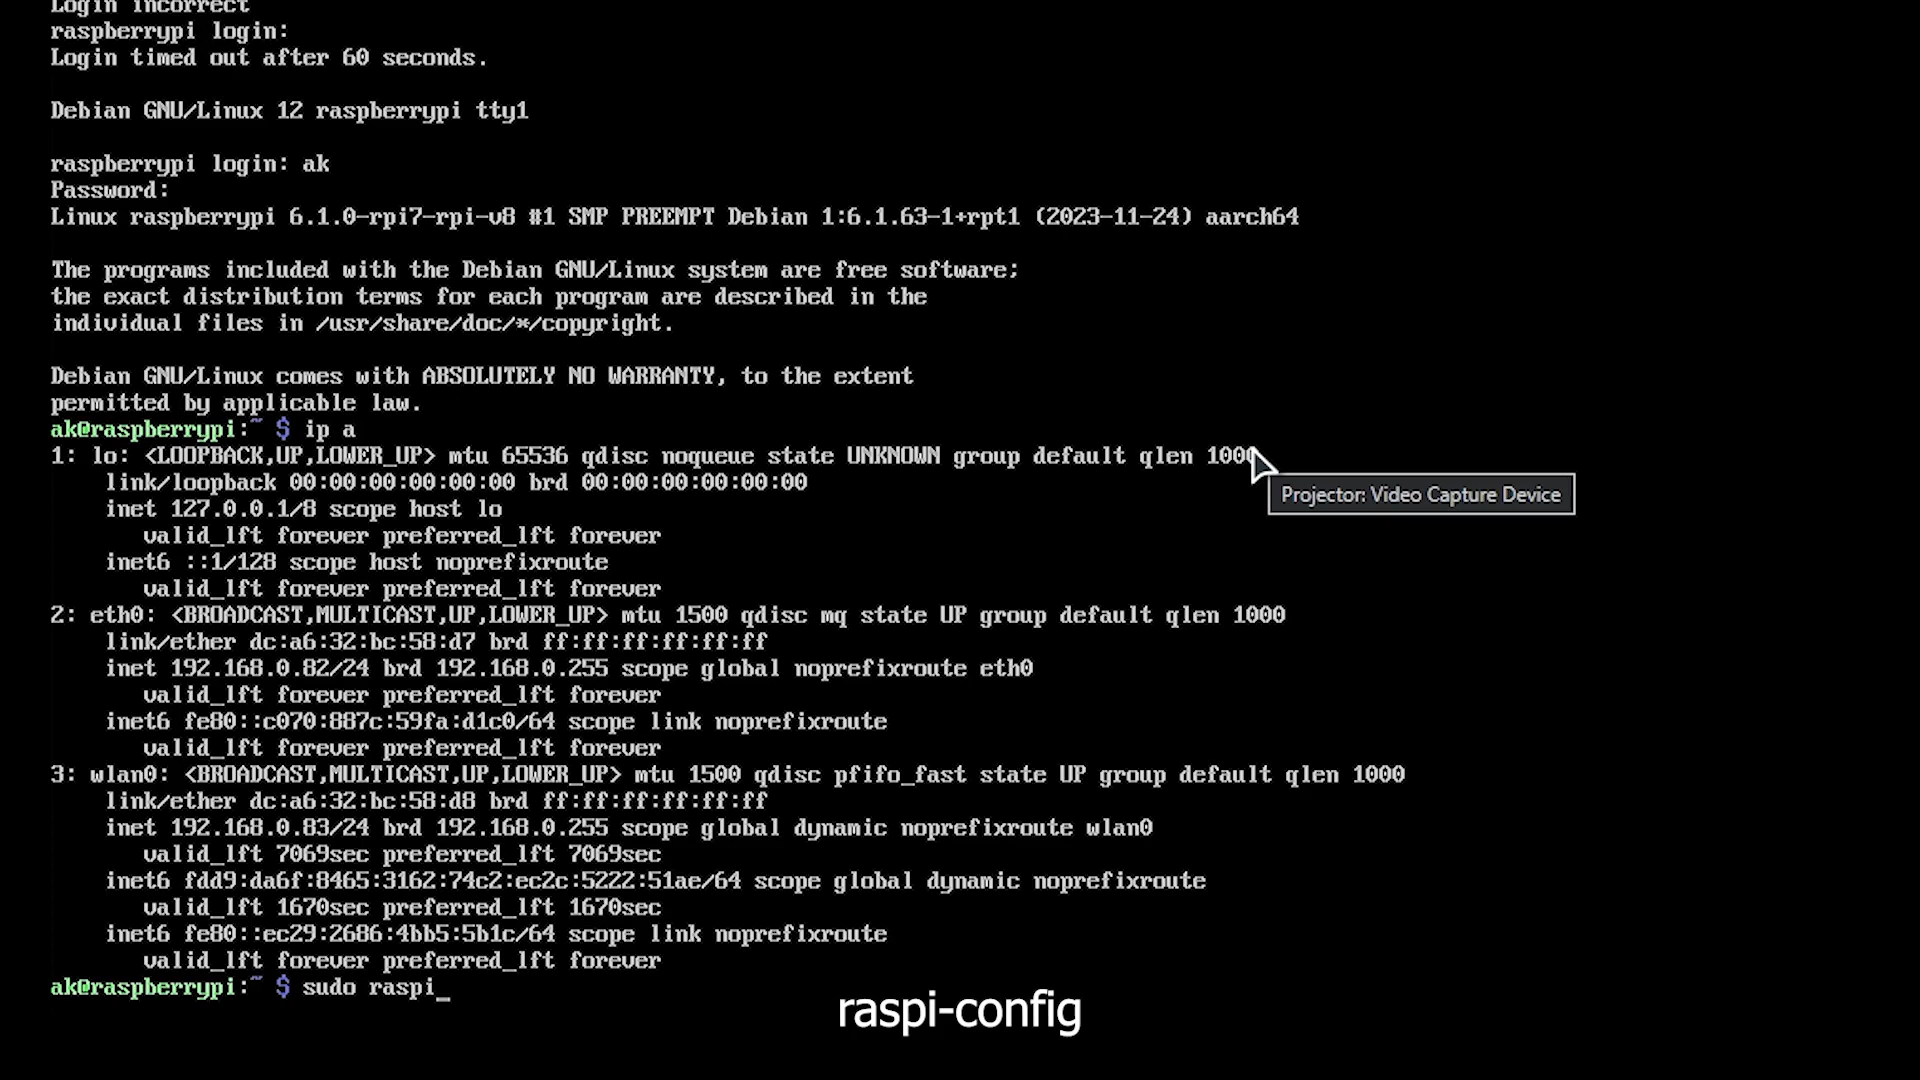 Login incorrect
raspberrypi login:
Login timed out after 60 seconds.
Debian GNU/Linux 12 raspberrypi tty1
raspberrypi login: ak
Password:
Linux raspberrypi 6.1.0-rpi7-rpi-v8 #1 SMP PREEMPT Debian 1:6.1.63-1+rpt1 (2023-11-24) aarch64
The programs included with the Debian GNU/Linux system are free software;
the exact distribution terms for each program are described in the
individual files in /usr/share/doc/*/copyright.
Debian GNU/Linux comes with ABSOLUTELY NO WARRANTY, to the extent
permitted by applicable law.
ak@raspberrypi:~ $ ip a
1: lo: <LOOPBACK,UP,LOWER_UP> mtu 65536 qdisc noqueue state UNKNOWN group default qlen 1000
link/loopback 00:00:00:00:00:00 brd 00:00:00:00:00:00
Projector: Video Capture Device
inet 127.0.0.1/8 scope host lo
valid_lft forever preferred_lft forever
inet6 ::1/128 scope host noprefixroute
valid_lft forever preferred_lft forever
2: eth0: <BROADCAST,MULTICAST,UP,LOWER_UP> mtu 1500 qdisc mq state UP group default qlen 1000
link/ether dc:a6:32:bc:58:d7 brd ff:ff:ff:ff:ff:ff
inet 192.168.0.82/24 brd 192.168.0.255 scope global noprefixroute eth0
valid_lft forever preferred_lft forever
inet6 fe80::c070:887c:59fa:d1c0/64 scope link noprefixroute
valid_lft forever preferred_lft forever
3: wlan0: <BROADCAST,MULTICAST,UP,LOWER_UP> mtu 1500 qdisc pfifo_fast state UP group default qlen 1000
link/ether dc:a6:32:bc:58:d8 brd ff:ff:ff:ff:ff:ff
inet 192.168.0.83/24 brd 192.168.0.255 scope global dynamic noprefixroute wlan0
valid_lft 7069sec preferred_lft 7069sec
inet6 fdd9:da6f:8465:3162:74c2:ec2c:5222:51ae/64 scope global dynamic noprefixroute
valid_lft 1670sec preferred_lft 1670sec
inet6 fe80::ec29:2686:4bb5:5b1c/64 scope link noprefixroute
valid_lft forever preferred_lft forever
ak@raspberrypi:~ $ sudo raspi_
raspi-config